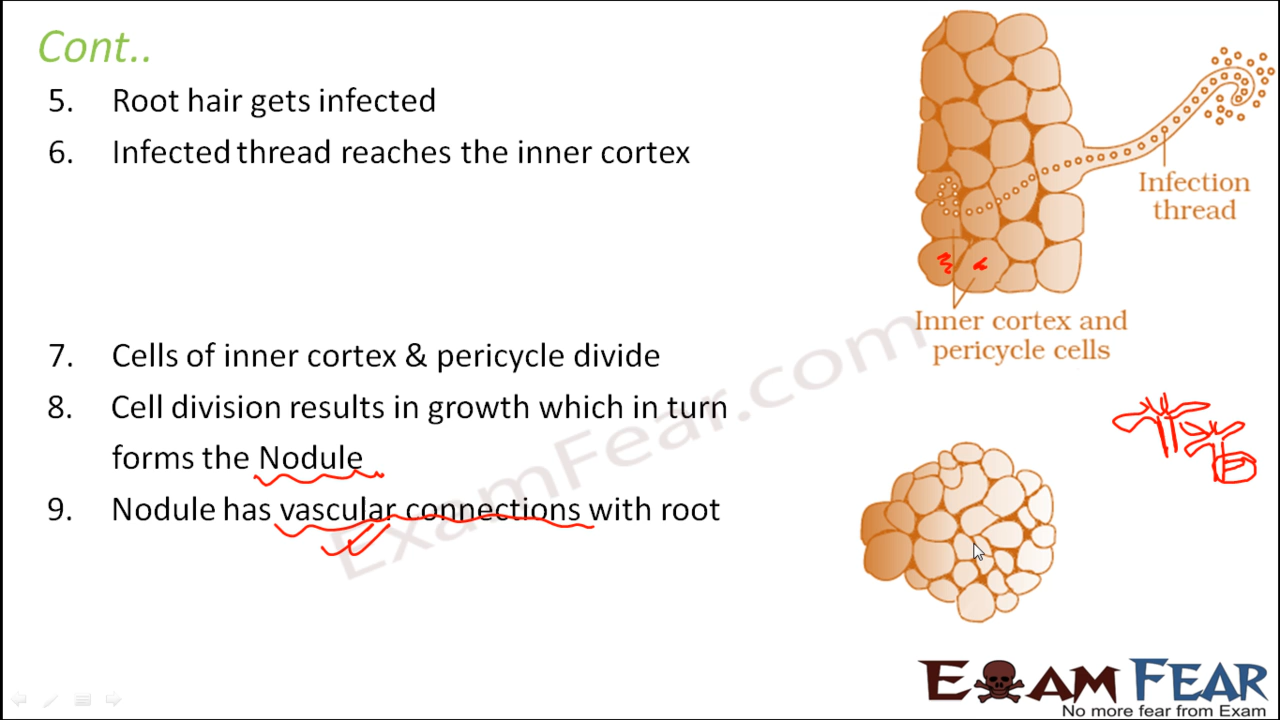 Cont..
5. Root hair gets infected
6. Infected thread reaches the inner cortex
Infection
thread
Inner cortex and
pericycle cells
7. Cells of inner cortex & pericycle divide
8. Cell division results in growth which in turn
forms the Nodule
9. Nodule has vascular connections with root
ExamFear.com
EXAM FEAR
No more fear from Exam